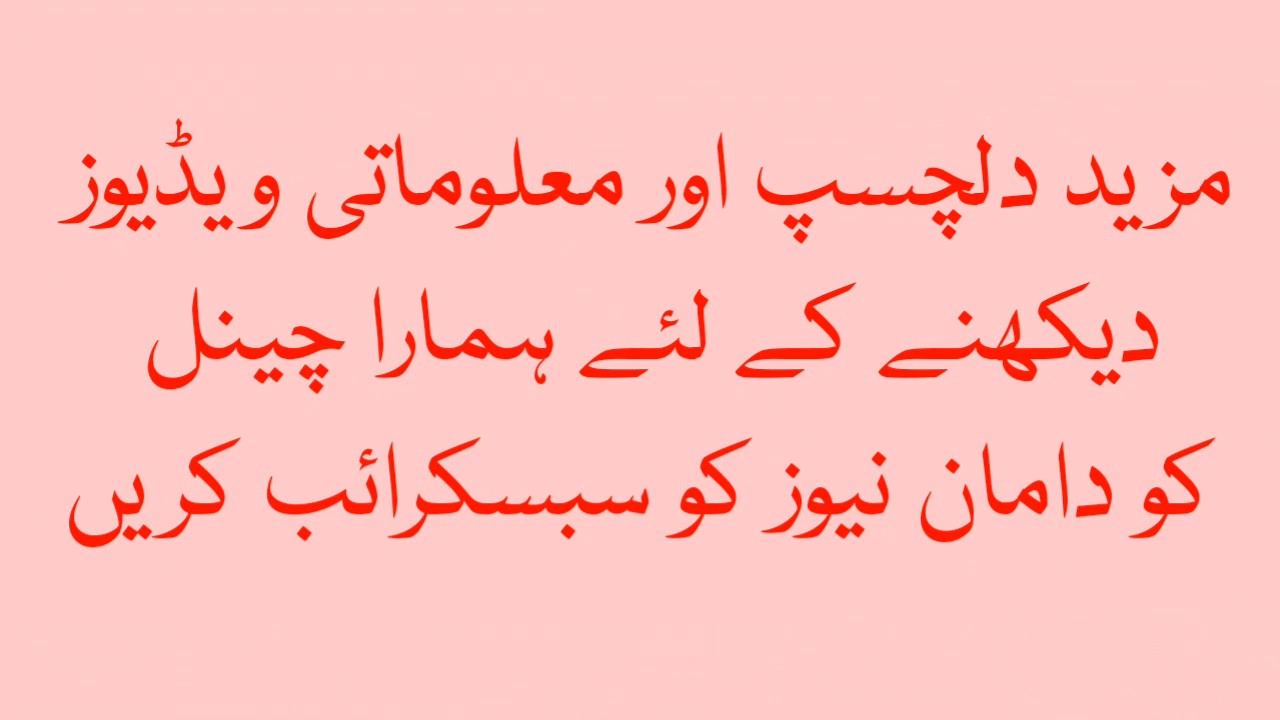 مزید دلچسپ اور معلوماتی ویڈیوز
دیکھنے کے لئے ہمارا چینل
کو دامان نیوز کو سبسکرائب کریں